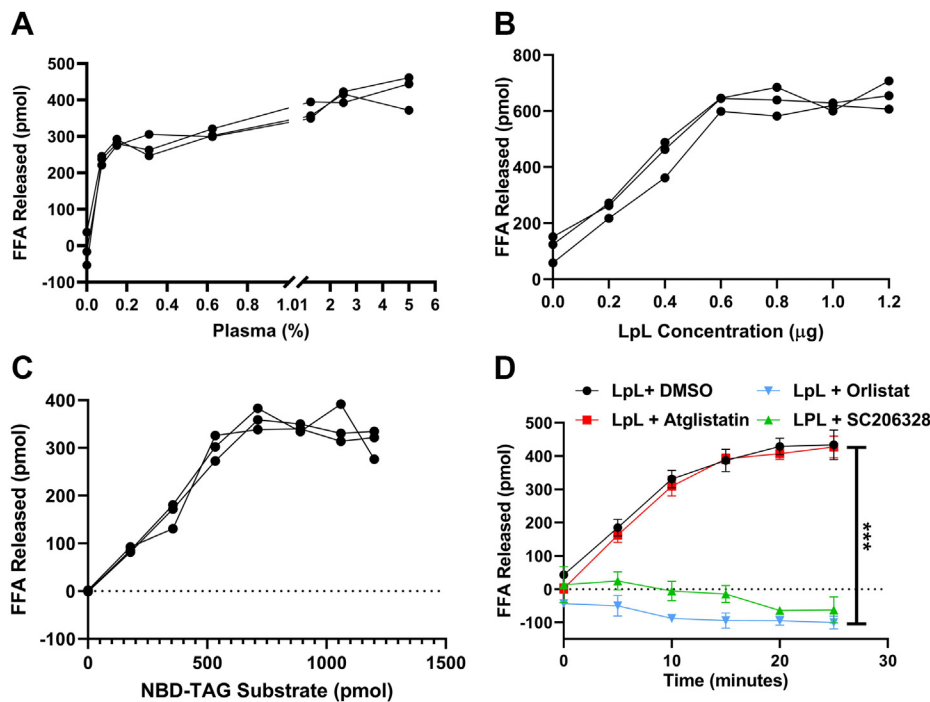 A
FFA Released (pmol)
500
400
300
200
100
0
-100
0.0 0.2 0.4 0.6 0.8 1.0 1 2 3 4 5 6
Plasma (%)
B
FFA Released (pmol)
800
600
400
200
0
0.0 0.2 0.4 0.6 0.8 1.0 1.2
LpL Concentration (μg)
C
FFA Released (pmol)
400
300
200
100
0
-100
0 500 1000 1500
NBD-TAG Substrate (pmol)
D
LpL+ DMSO LpL + Orlistat
LpL + Atglistatin LPL + SC206328
FFA Released (pmol)
500
400
300
200
100
0
-100
***
0 10 20 30
Time (minutes)